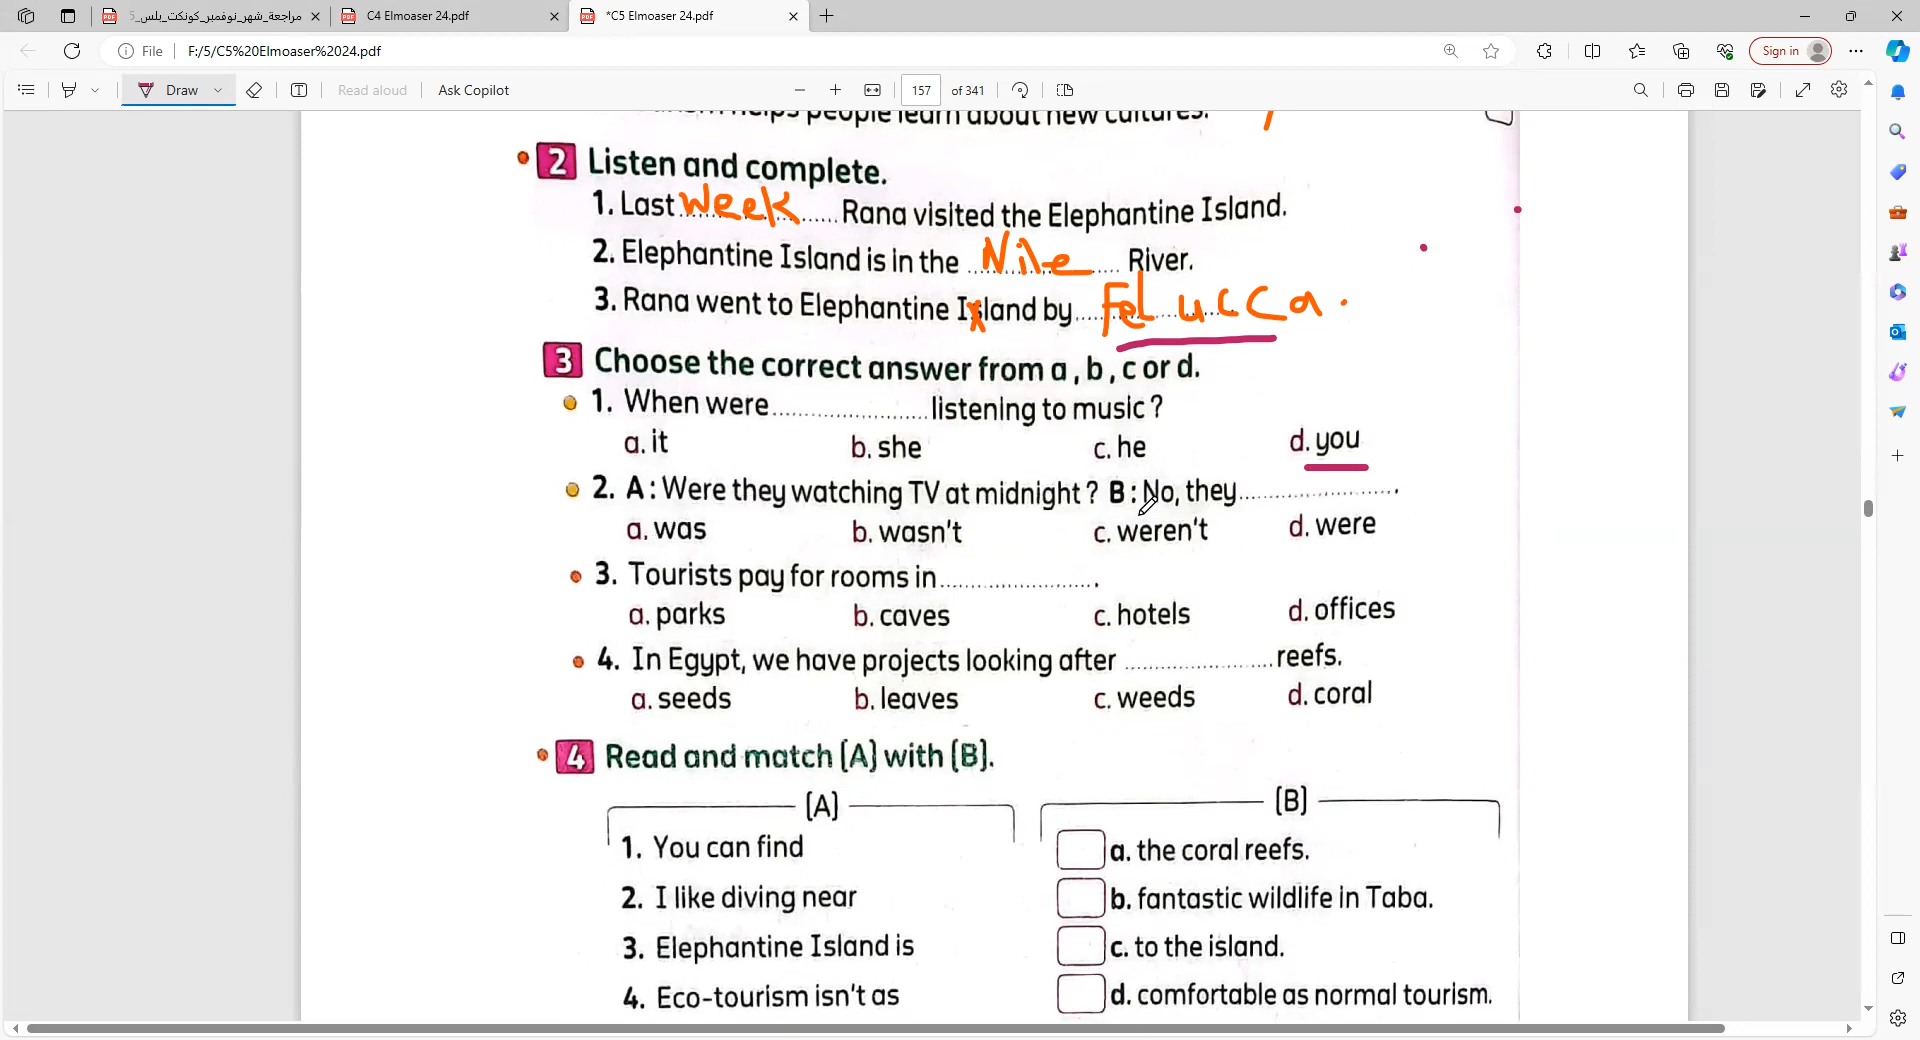 مراجعة_شهر_نوفمبر_كونكت_بلس_5
C4 Elmoaser 24.pdf
*C5 Elmoaser 24.pdf
File
F:/5/C5%20Elmoaser%2024.pdf
Sign in
Draw
Read aloud
Ask Copilot
157 of 341
helps people learn about new cultures.
2 Listen and complete.
1. Last week Rana visited the Elephantine Island.
2. Elephantine Island is in the Nile River.
3. Rana went to Elephantine Island by Felucca.
3 Choose the correct answer from a , b , c or d.
1. When were .................... listening to music ?
a. it b. she c. he d. you
2. A : Were they watching TV at midnight ? B : No, they .................... .
a. was b. wasn't c. weren't d. were
3. Tourists pay for rooms in .................... .
a. parks b. caves c. hotels d. offices
4. In Egypt, we have projects looking after .................... reefs.
a. seeds b. leaves c. weeds d. coral
4 Read and match (A) with (B).
(A) (B)
1. You can find a. the coral reefs.
2. I like diving near b. fantastic wildlife in Taba.
3. Elephantine Island is c. to the island.
4. Eco-tourism isn't as d. comfortable as normal tourism.